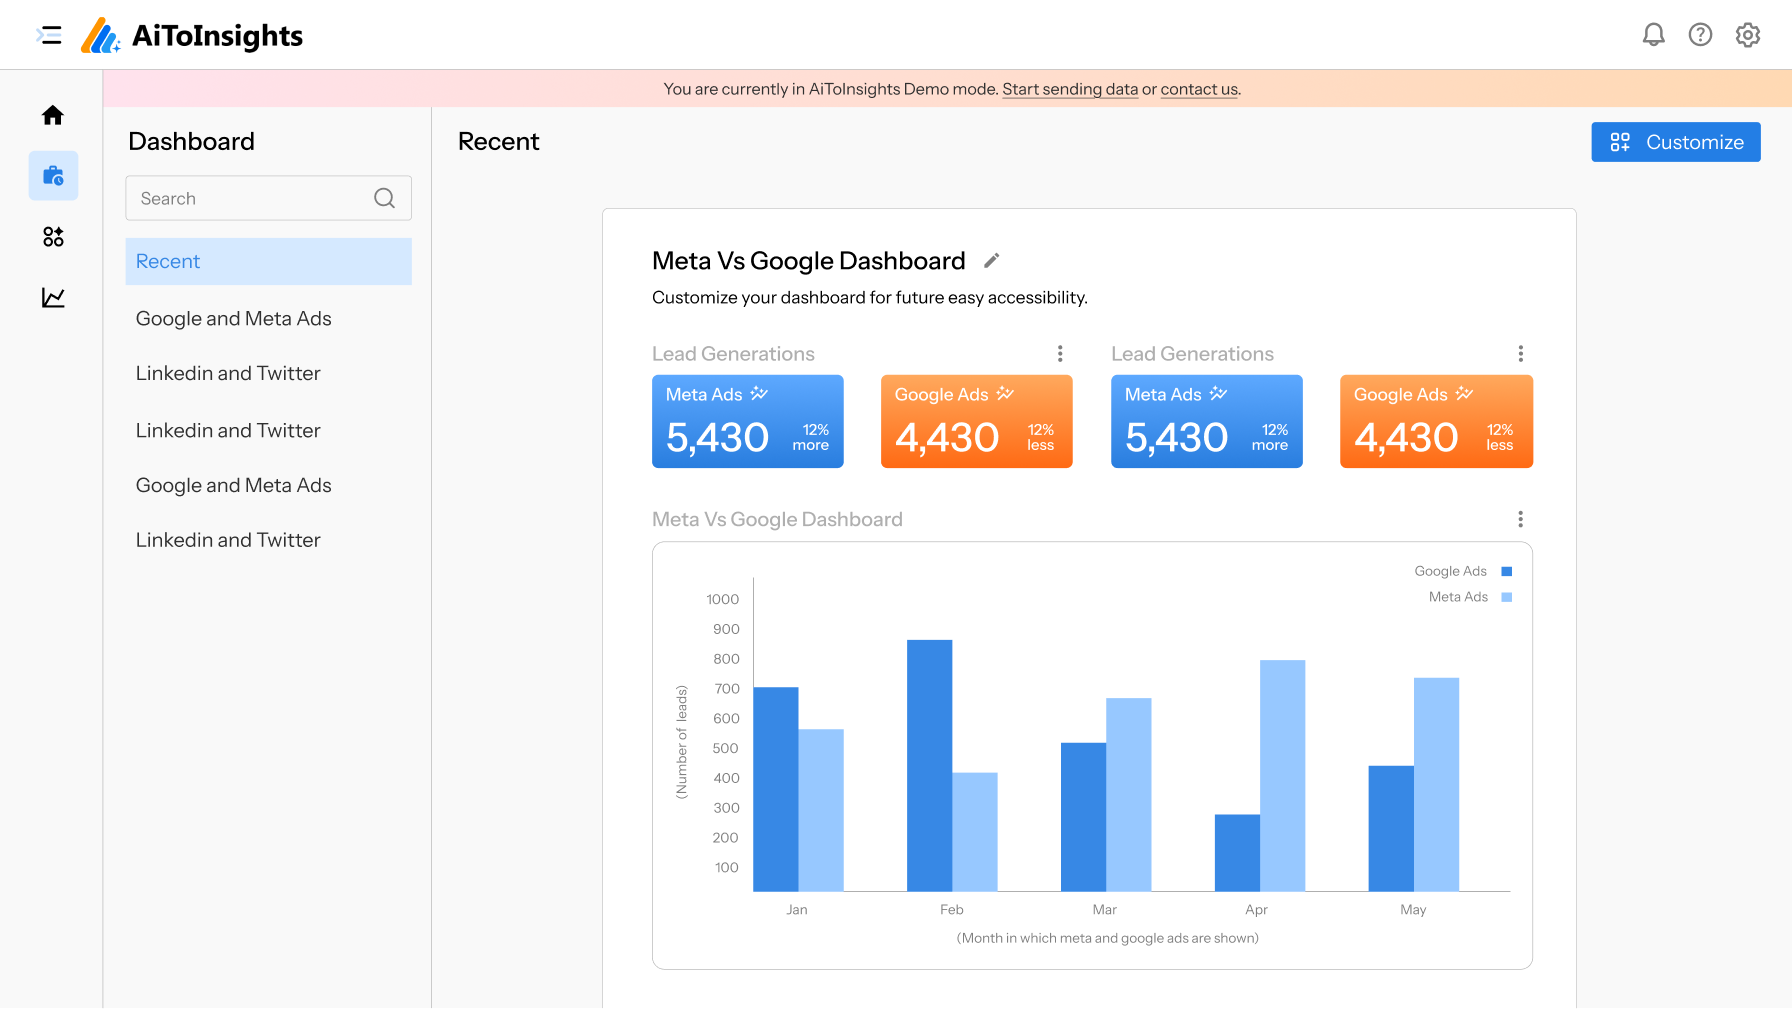 AiToInsights
You are currently in AiToInsights Demo mode. Start sending data or contact us.
Dashboard
Search
Recent
Google and Meta Ads
Linkedin and Twitter
Linkedin and Twitter
Google and Meta Ads
Linkedin and Twitter
Recent
Customize
Meta Vs Google Dashboard
Customize your dashboard for future easy accessibility.
Lead Generations
Meta Ads
5,430
12%
more
Google Ads
4,430
12%
less
Lead Generations
Meta Ads
5,430
12%
more
Google Ads
4,430
12%
less
Meta Vs Google Dashboard
Google Ads
Meta Ads
(Number of leads)
1000
900
800
700
600
500
400
300
200
100
Jan
Feb
Mar
Apr
May
(Month in which meta and google ads are shown)